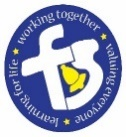 working together
valuing everyone
learning for life
fs